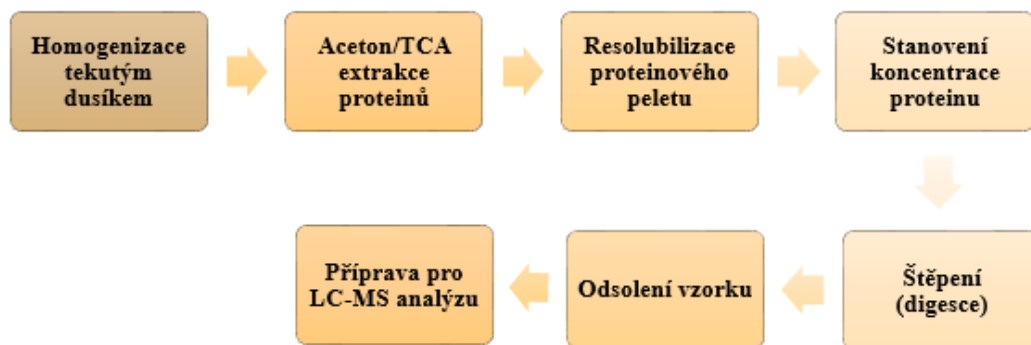 Homogenizace
tekutým
dusíkem
Aceton/TCA
extrakce
proteinů
Resolubilizace
proteinového
peletu
Stanovení
koncentrace
proteinu
Štěpení
(digesce)
Odsolení vzorku
Příprava pro
LC-MS analýzu